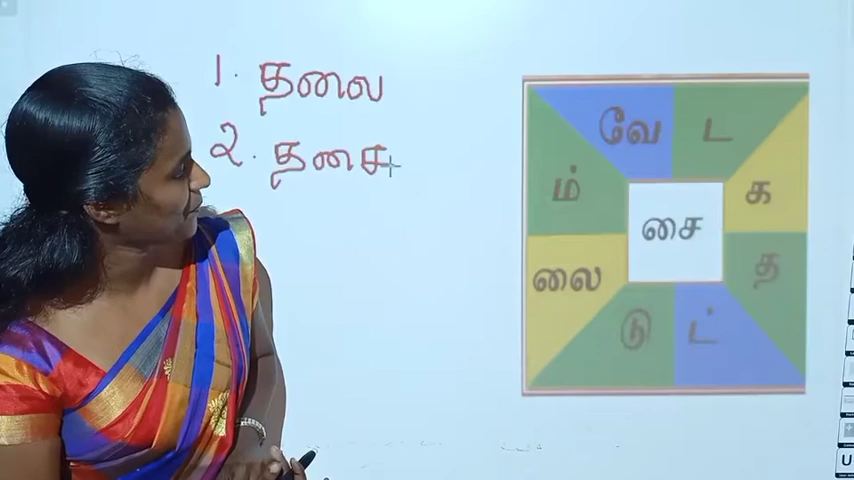 1. தலை
2. தசை
வே ட
ம் க
சை
லை த
டு ட்